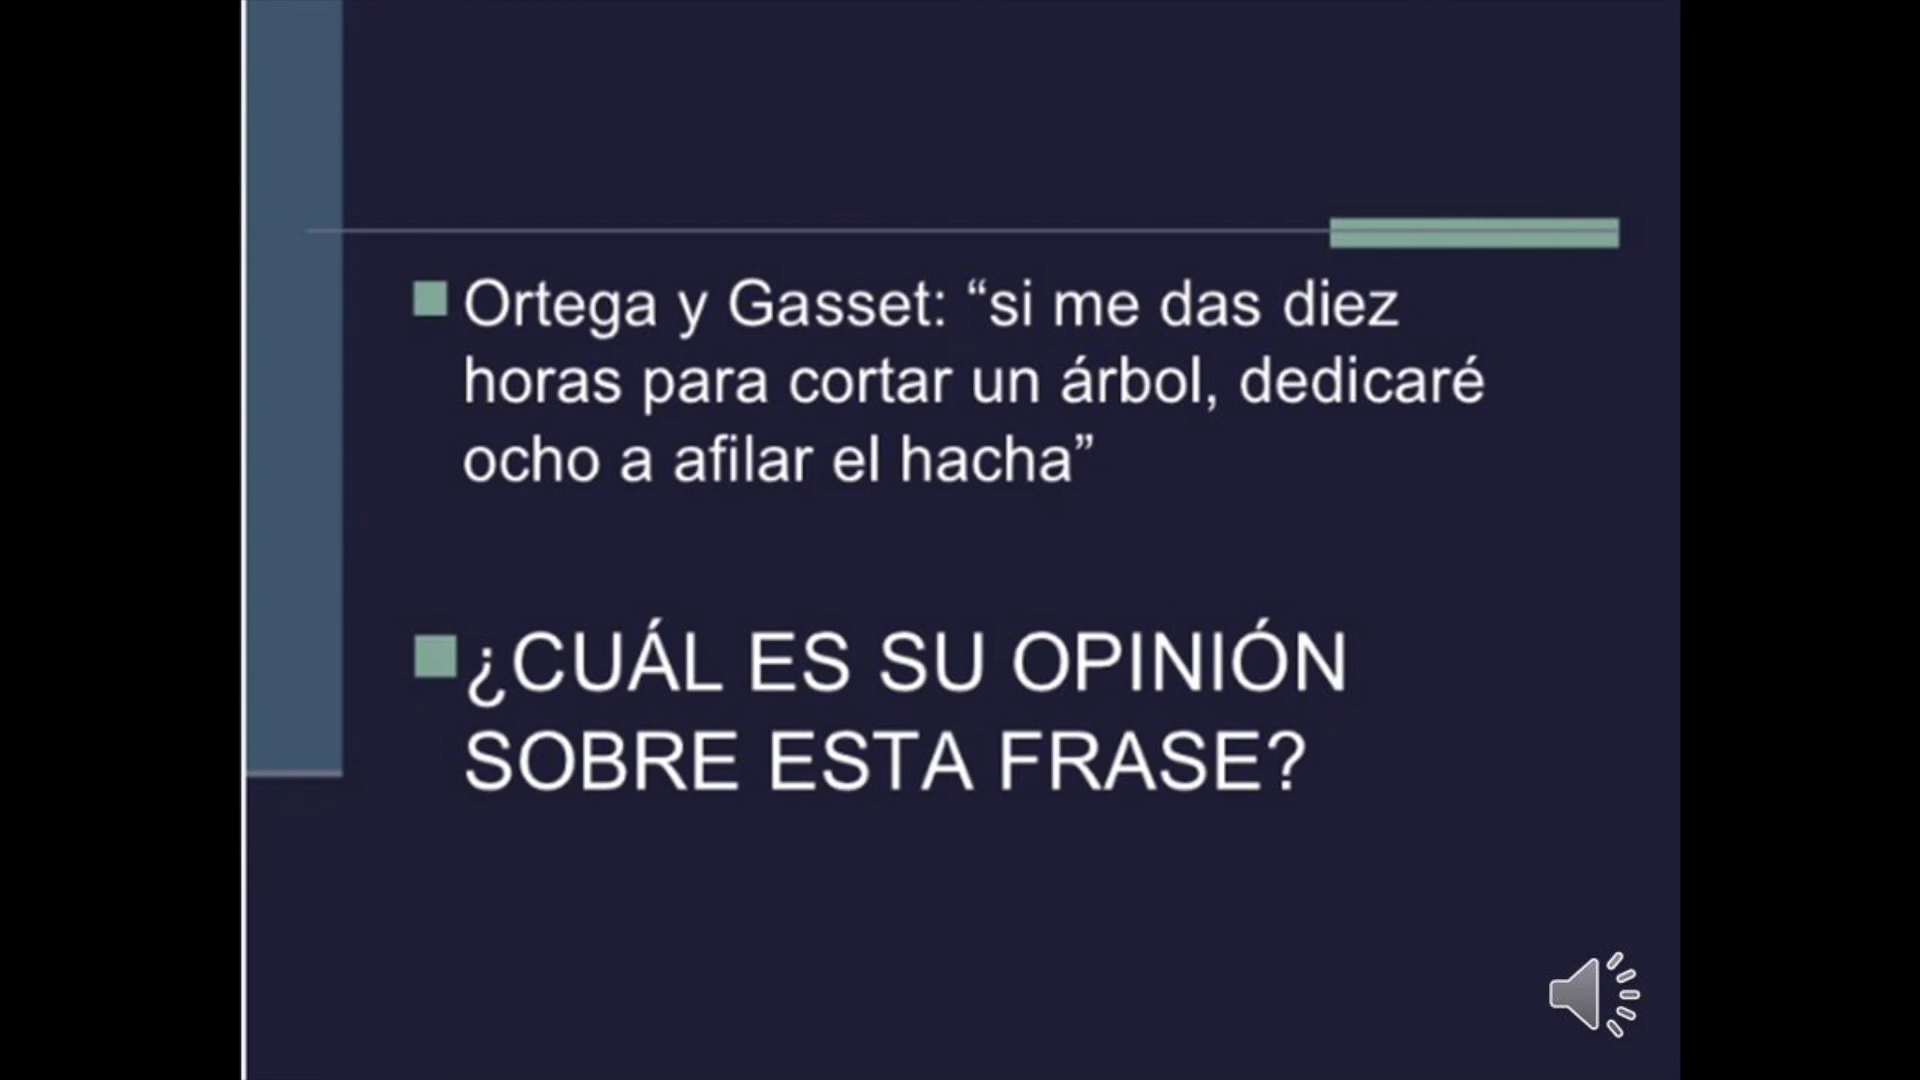 Ortega y Gasset: “si me das diez
horas para cortar un árbol, dedicaré
ocho a afilar el hacha”
¿CUÁL ES SU OPINIÓN
SOBRE ESTA FRASE?